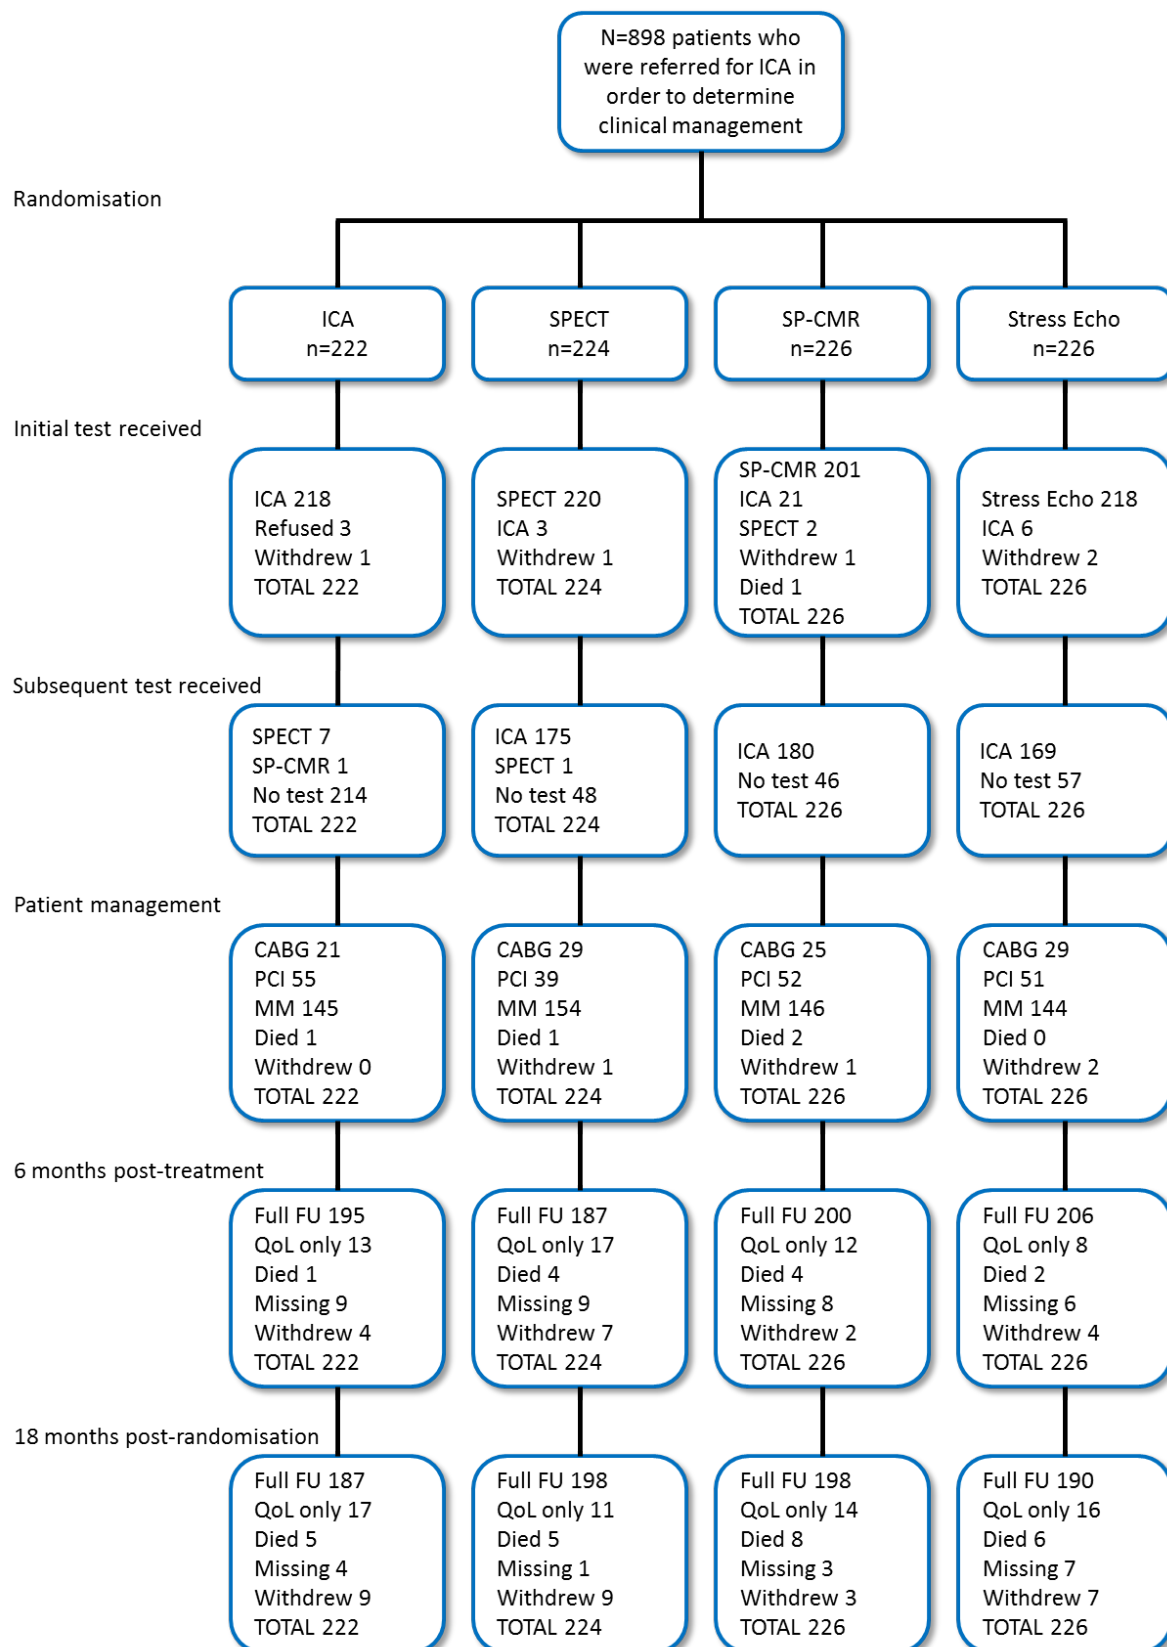 N=898 patients who
were referred for ICA in
order to determine
clinical management
Randomisation
ICA
n=222
SPECT
n=224
SP-CMR
n=226
Stress Echo
n=226
Initial test received
ICA 218
Refused 3
Withdrew 1
TOTAL 222
SPECT 220
ICA 3
Withdrew 1
TOTAL 224
SP-CMR 201
ICA 21
SPECT 2
Withdrew 1
Died 1
TOTAL 226
Stress Echo 218
ICA 6
Withdrew 2
TOTAL 226
Subsequent test received
SPECT 7
SP-CMR 1
No test 214
TOTAL 222
ICA 175
SPECT 1
No test 48
TOTAL 224
ICA 180
No test 46
TOTAL 226
ICA 169
No test 57
TOTAL 226
Patient management
CABG 21
PCI 55
MM 145
Died 1
Withdrew 0
TOTAL 222
CABG 29
PCI 39
MM 154
Died 1
Withdrew 1
TOTAL 224
CABG 25
PCI 52
MM 146
Died 2
Withdrew 1
TOTAL 226
CABG 29
PCI 51
MM 144
Died 0
Withdrew 2
TOTAL 226
6 months post-treatment
Full FU 195
QoL only 13
Died 1
Missing 9
Withdrew 4
TOTAL 222
Full FU 187
QoL only 17
Died 4
Missing 9
Withdrew 7
TOTAL 224
Full FU 200
QoL only 12
Died 4
Missing 8
Withdrew 2
TOTAL 226
Full FU 206
QoL only 8
Died 2
Missing 6
Withdrew 4
TOTAL 226
18 months post-randomisation
Full FU 187
QoL only 17
Died 5
Missing 4
Withdrew 9
TOTAL 222
Full FU 198
QoL only 11
Died 5
Missing 1
Withdrew 9
TOTAL 224
Full FU 198
QoL only 14
Died 8
Missing 3
Withdrew 3
TOTAL 226
Full FU 190
QoL only 16
Died 6
Missing 7
Withdrew 7
TOTAL 226